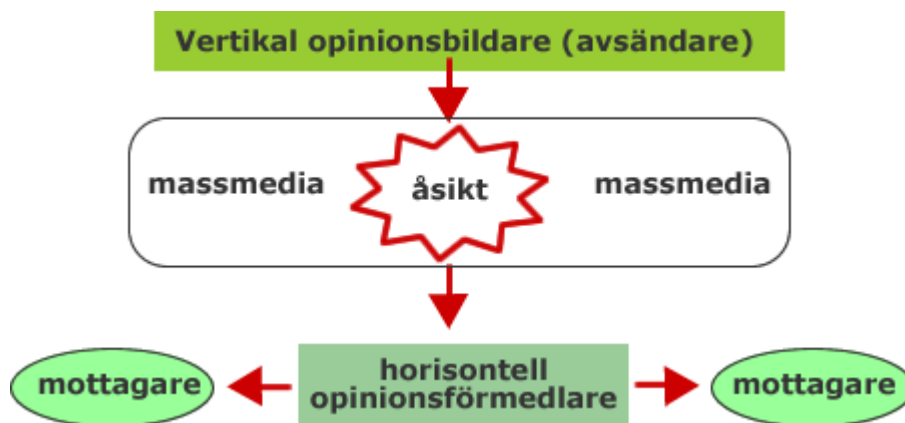 Vertikal opinionsbildare (avsändare)
massmedia
åsikt
massmedia
mottagare
horisontell
opinionsförmedlare
mottagare